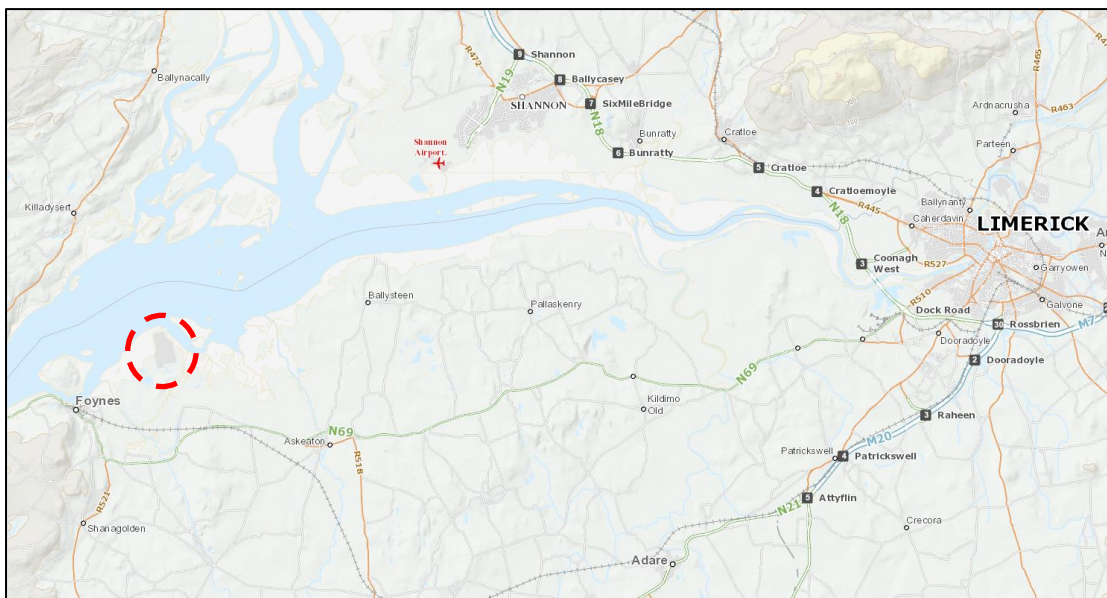 Ballynacally
R472
9 Shannon
N19
8 Ballycasey
SHANNON
7 SixMileBridge
N18
R465
Ardnacrusha
R463
Bunratty
Cratloe
Parteen
Shannon
Airport.
6 Bunratty
5 Cratloe
4 Cratloemoyle
Killadysert
N18
R445
Ballynanty
Caherdavin
LIMERICK
3 Coonagh
West
R527
Garryowen
Ballysteen
Pallaskenry
R510
Galvone
Dock Road
30 Rossbrien
M7
Dooradoyle
2 Dooradoyle
N69
Foynes
Kildimo
Old
3 Raheen
N69
Askeaton
M20
R518
Patrickswell
4 Patrickswell
R521
5 Attyflin
N21
Shanagolden
Crecora
Adare